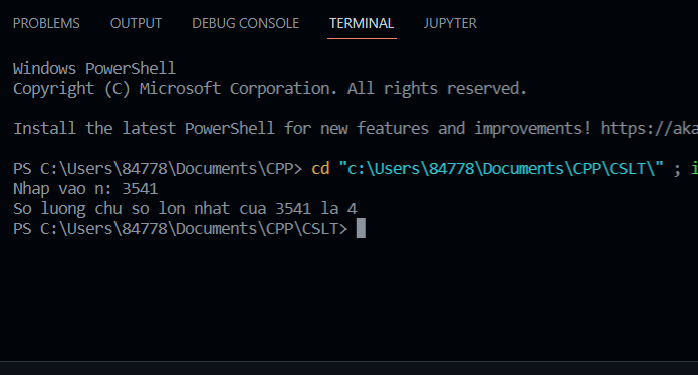 PROBLEMS OUTPUT DEBUG CONSOLE TERMINAL JUPYTER
Windows PowerShell
Copyright (C) Microsoft Corporation. All rights reserved.
Install the latest PowerShell for new features and improvements! https://aka
PS C:\Users\84778\Documents\CPP> cd "c:\Users\84778\Documents\CPP\CSLT\" ; i
Nhap vao n: 3541
So luong chu so lon nhat cua 3541 la 4
PS C:\Users\84778\Documents\CPP\CSLT>